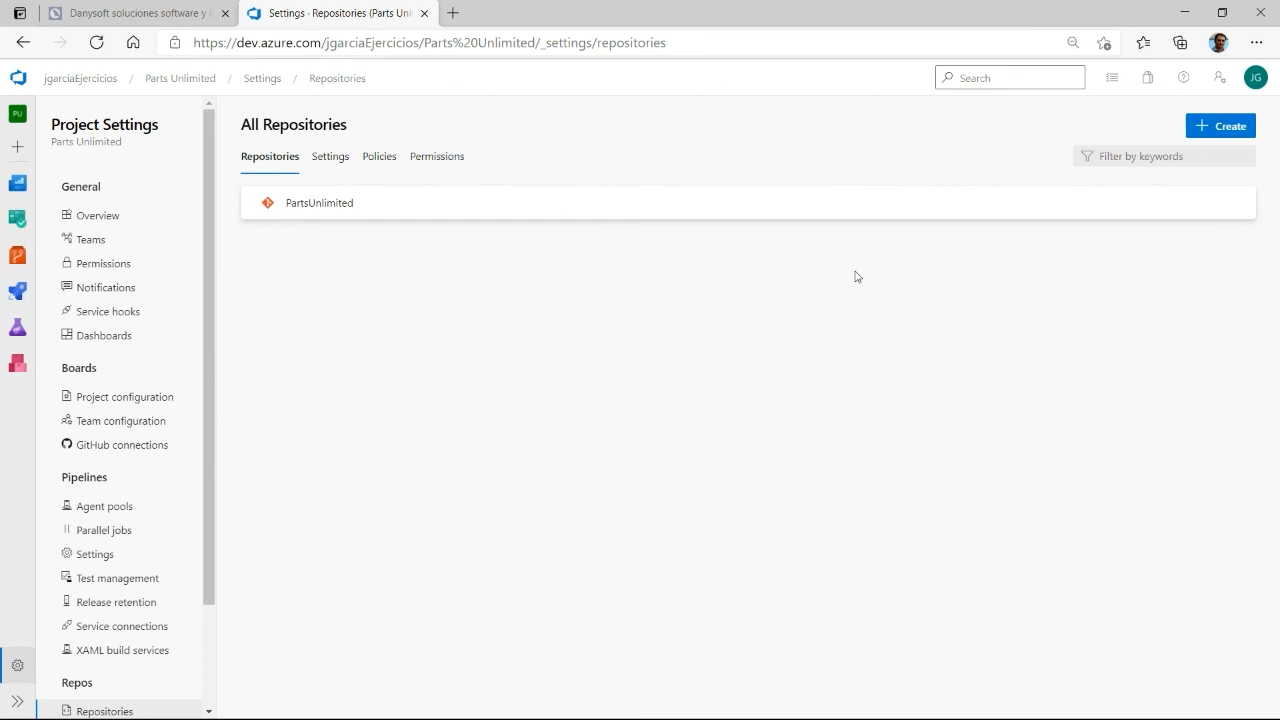 Danysoft soluciones software y l
Settings · Repositories (Parts Unl
https://dev.azure.com/jgarciaEjercicios/Parts%20Unlimited/_settings/repositories
jgarciaEjercicios / Parts Unlimited / Settings / Repositories
Search
JG
PU
Project Settings
Parts Unlimited
General
Overview
Teams
Permissions
Notifications
Service hooks
Dashboards
Boards
Project configuration
Team configuration
GitHub connections
Pipelines
Agent pools
Parallel jobs
Settings
Test management
Release retention
Service connections
XAML build services
Repos
Repositories
All Repositories
Create
Repositories Settings Policies Permissions
Filter by keywords
PartsUnlimited